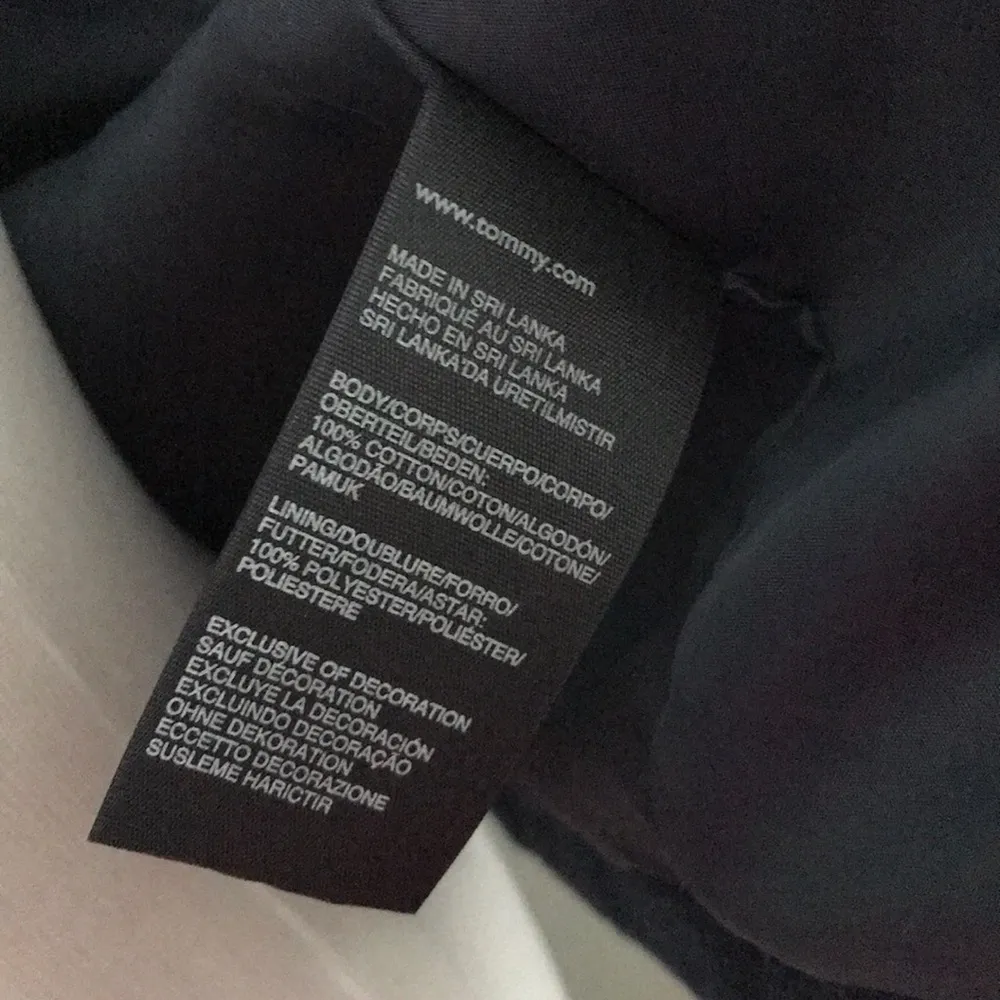 www.tommy.com
MADE IN SRI LANKA
FABRIQUÉ AU SRI LANKA
HECHO EN SRI LANKA
SRI LANKA'DA URETILMISTIR
BODY/CORPS/CUERPO/CORPO/
OBERTEIL/BEDEN:
100% COTTON/COTON/ALGODÓN/
ALGODÃO/BAUMWOLLE/COTONE/
PAMUK
LINING/DOUBLURE/FORRO/
FUTTER/FODERA/ASTAR:
100% POLYESTER/POLIÉSTER/
POLIESTERE
EXCLUSIVE OF DECORATION
SAUF DÉCORATION
EXCLUYE LA DECORACIÓN
EXCLUINDO DECORAÇAO
OHNE DEKORATION
ECCETTO DECORAZIONE
SUSLEME HARICTIR